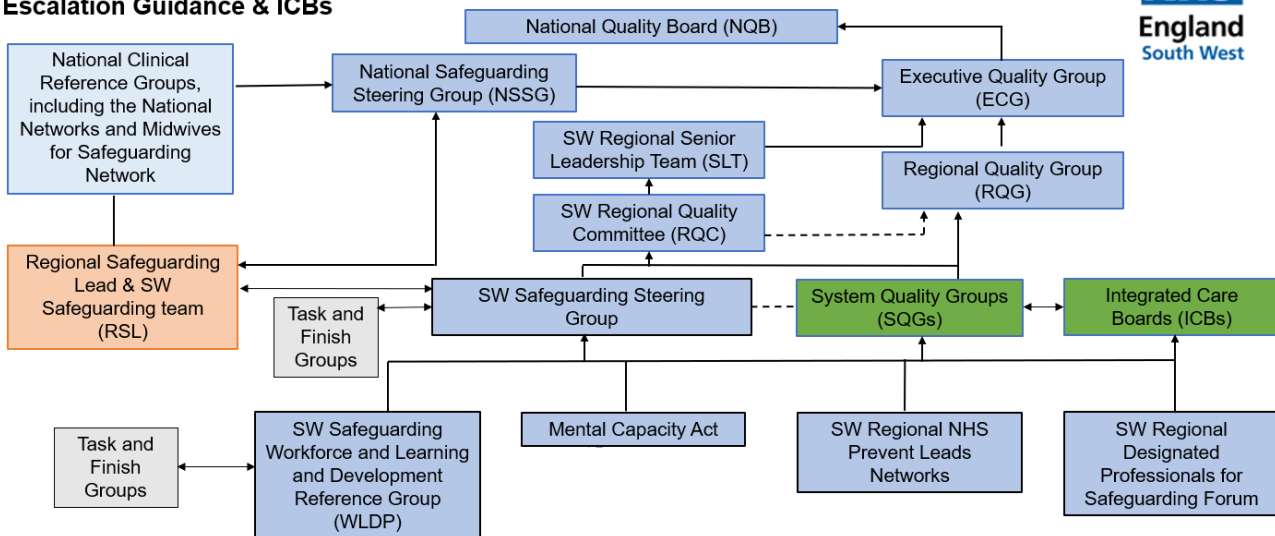 Escalation Guidance & ICBs
England
South West
National Quality Board (NQB)
National Clinical
Reference Groups,
including the National
Networks and Midwives
for Safeguarding
Network
National Safeguarding
Steering Group (NSSG)
Executive Quality Group
(ECG)
SW Regional Senior
Leadership Team (SLT)
Regional Quality Group
(RQG)
SW Regional Quality
Committee (RQC)
Regional Safeguarding
Lead & SW
Safeguarding team
(RSL)
Task and
Finish
Groups
SW Safeguarding Steering
Group
System Quality Groups
(SQGs)
Integrated Care
Boards (ICBs)
Task and
Finish
Groups
SW Safeguarding
Workforce and Learning
and Development
Reference Group
(WLDP)
Mental Capacity Act
SW Regional NHS
Prevent Leads
Networks
SW Regional
Designated
Professionals for
Safeguarding Forum